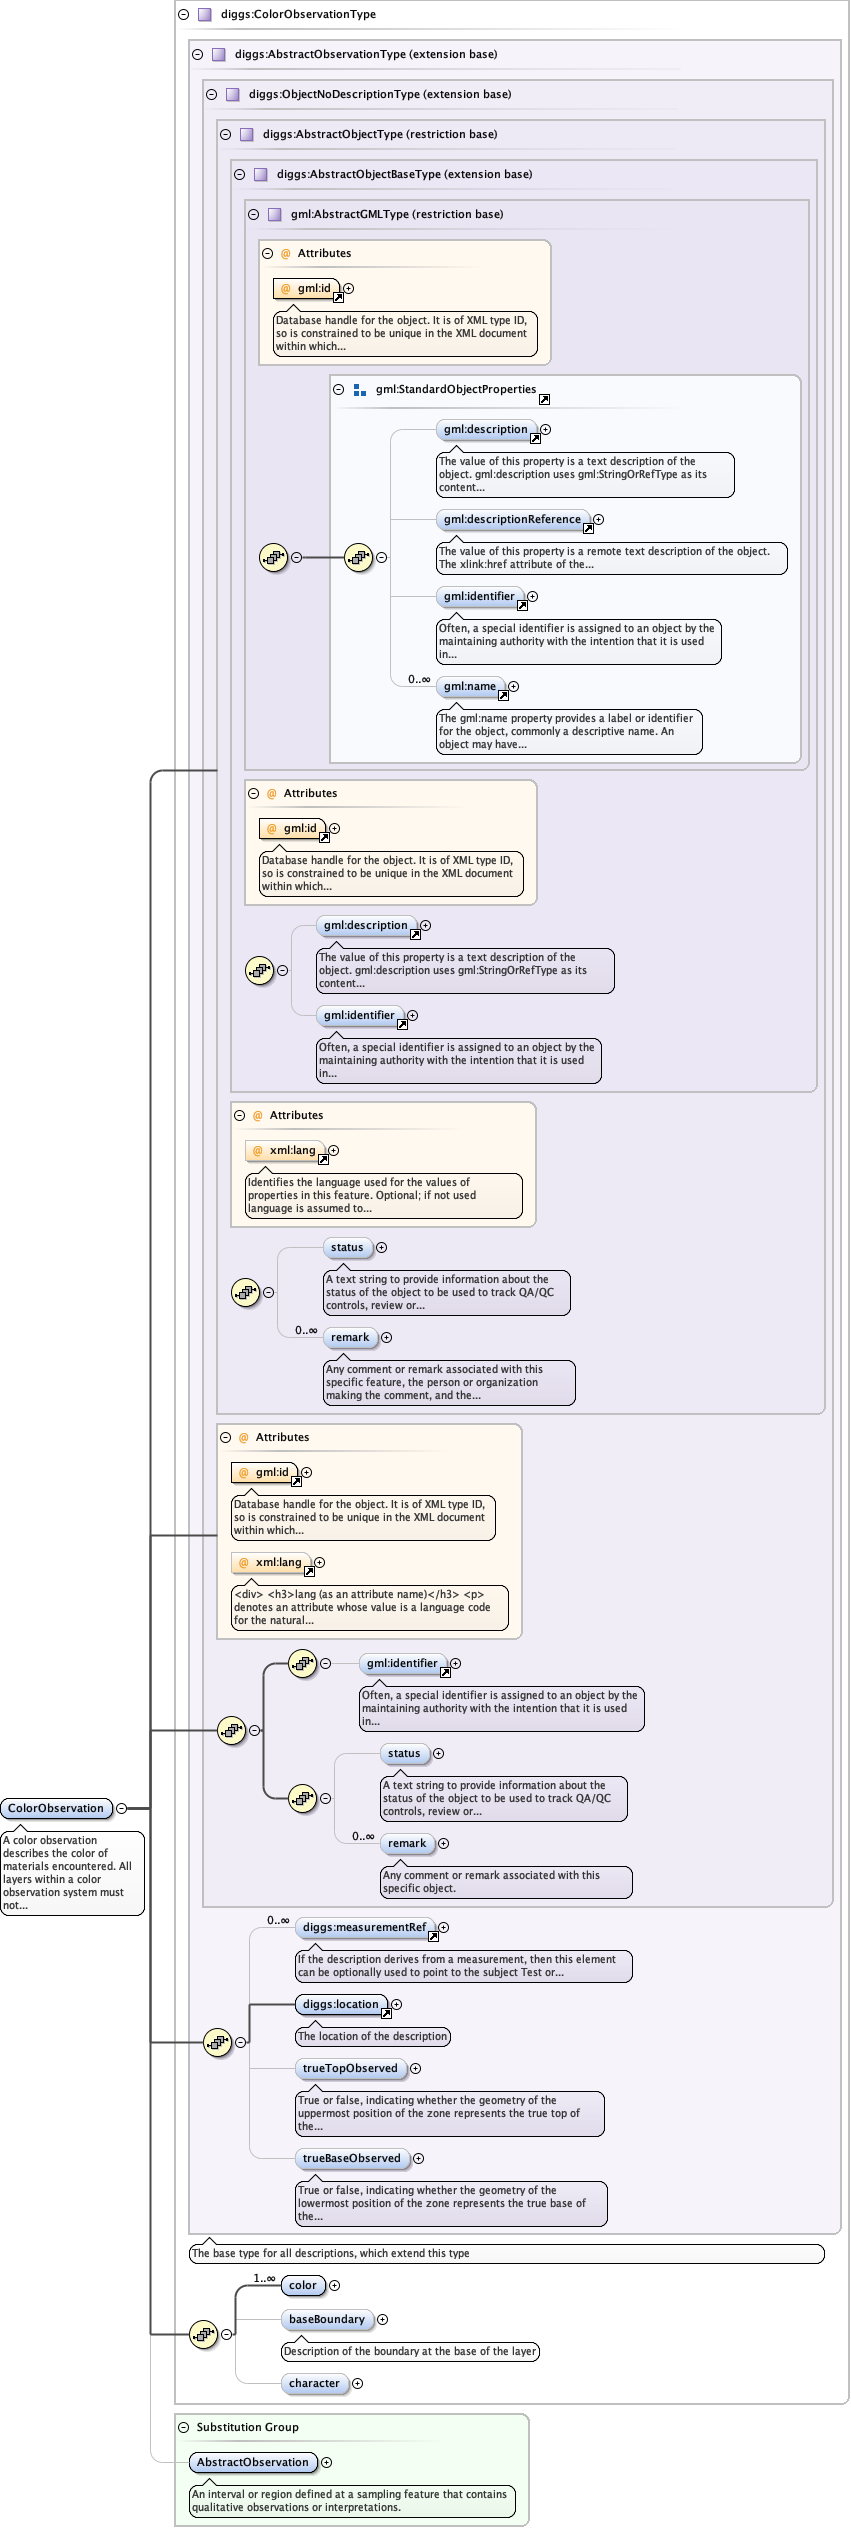 diggs:ColorObservationType
diggs:AbstractObservationType (extension base)
diggs:ObjectNoDescriptionType (extension base)
diggs:AbstractObjectType (restriction base)
diggs:AbstractObjectBaseType (extension base)
gml:AbstractGMLType (restriction base)
@ Attributes
@ gml:id
Database handle for the object. It is of XML type ID,
so is constrained to be unique in the XML document
within which...
gml:StandardObjectProperties
gml:description
The value of this property is a text description of the
object. gml:description uses gml:StringOrRefType as its
content...
gml:descriptionReference
The value of this property is a remote text description of the object.
The xlink:href attribute of the...
gml:identifier
Often, a special identifier is assigned to an object by the
maintaining authority with the intention that it is used
in...
0..∞
gml:name
The gml:name property provides a label or identifier
for the object, commonly a descriptive name. An
object may have...
@ Attributes
@ gml:id
Database handle for the object. It is of XML type ID,
so is constrained to be unique in the XML document
within which...
gml:description
The value of this property is a text description of the
object. gml:description uses gml:StringOrRefType as its
content...
gml:identifier
Often, a special identifier is assigned to an object by the
maintaining authority with the intention that it is used
in...
@ Attributes
@ xml:lang
Identifies the language used for the values of
properties in this feature. Optional; if not used
language is assumed to...
status
A text string to provide information about the
status of the object to be used to track QA/QC
controls, review or...
0..∞
remark
Any comment or remark associated with this
specific feature, the person or organization
making the comment, and the...
@ Attributes
@ gml:id
Database handle for the object. It is of XML type ID,
so is constrained to be unique in the XML document
within which...
@ xml:lang
<div> <h3>lang (as an attribute name)</h3> <p>
denotes an attribute whose value is a language code
for the natural...
gml:identifier
Often, a special identifier is assigned to an object by the
maintaining authority with the intention that it is used
in...
status
A text string to provide information about the
status of the object to be used to track QA/QC
controls, review or...
0..∞
remark
Any comment or remark associated with this
specific object.
ColorObservation
A color observation
describes the color of
materials encountered. All
layers within a color
observation system must
not...
0..∞
diggs:measurementRef
If the description derives from a measurement, then this element
can be optionally used to point to the subject Test or...
diggs:location
The location of the description
trueTopObserved
True or false, indicating whether the geometry of the
uppermost position of the zone represents the true top of
the...
trueBaseObserved
True or false, indicating whether the geometry of the
lowermost position of the zone represents the true base of
the...
The base type for all descriptions, which extend this type
1..∞
color
baseBoundary
Description of the boundary at the base of the layer
character
Substitution Group
AbstractObservation
An interval or region defined at a sampling feature that contains
qualitative observations or interpretations.